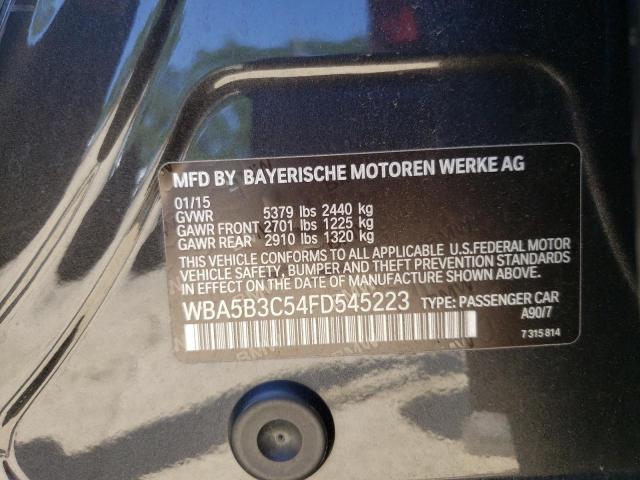 MFD BY BAYERISCHE MOTOREN WERKE AG
01/15
GVWR 5379 lbs 2440 kg
GAWR FRONT 2701 lbs 1225 kg
GAWR REAR 2910 lbs 1320 kg
THIS VEHICLE CONFORMS TO ALL APPLICABLE U.S.FEDERAL MOTOR
VEHICLE SAFETY, BUMPER AND THEFT PREVENTION STANDARDS
IN EFFECT ON THE DATE OF MANUFACTURE SHOWN ABOVE.
WBA5B3C54FD545223 TYPE: PASSENGER CAR
A90/7
7 315 814